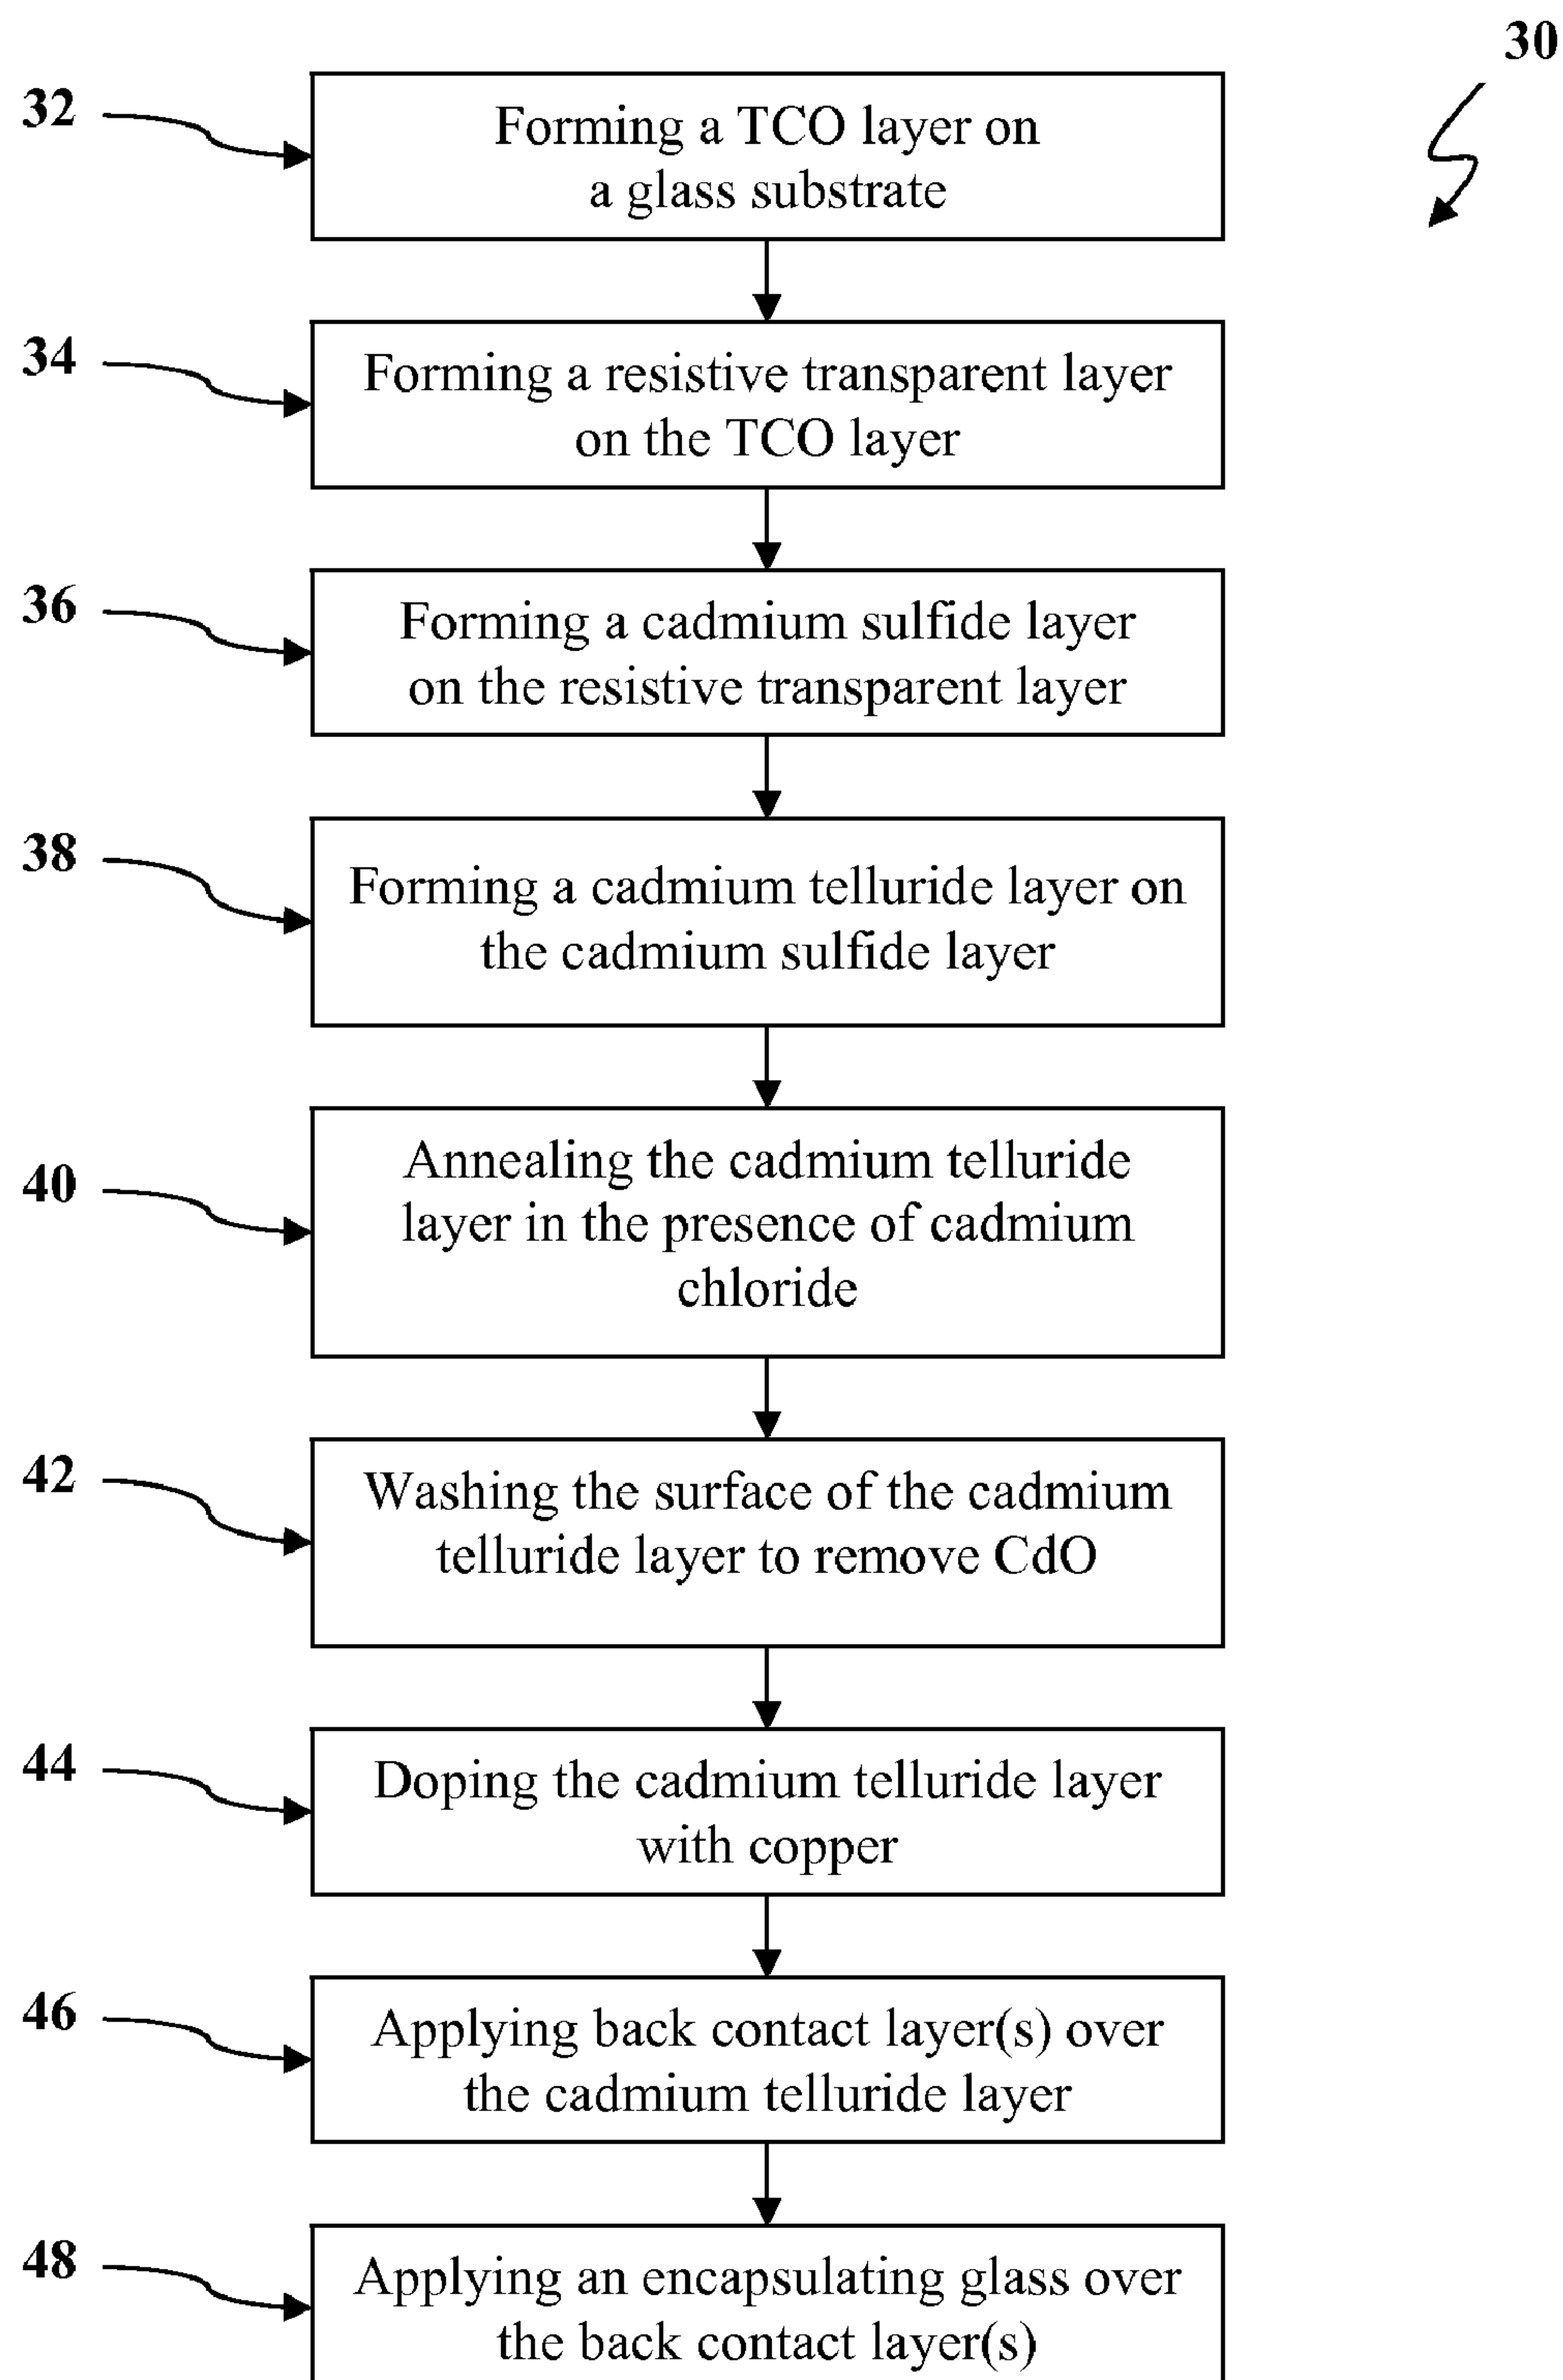 30
32
Forming a TCO layer on
a glass substrate
34
Forming a resistive transparent layer
on the TCO layer
36
Forming a cadmium sulfide layer
on the resistive transparent layer
38
Forming a cadmium telluride layer on
the cadmium sulfide layer
40
Annealing the cadmium telluride
layer in the presence of cadmium
chloride
42
Washing the surface of the cadmium
telluride layer to remove CdO
44
Doping the cadmium telluride layer
with copper
46
Applying back contact layer(s) over
the cadmium telluride layer
48
Applying an encapsulating glass over
the back contact layer(s)